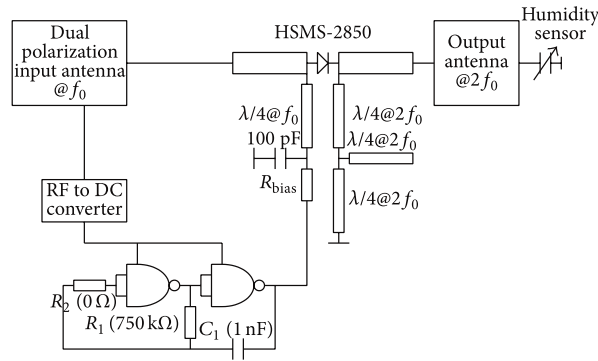 Dual
polarization
input antenna
@f₀
HSMS-2850
Output
antenna
@2f₀
Humidity
sensor
λ/4@f₀
100 pF
R_bias
λ/4@2f₀
λ/4@2f₀
λ/4@2f₀
RF to DC
converter
R₂ (0 Ω)
R₁ (750 kΩ)
C₁ (1 nF)